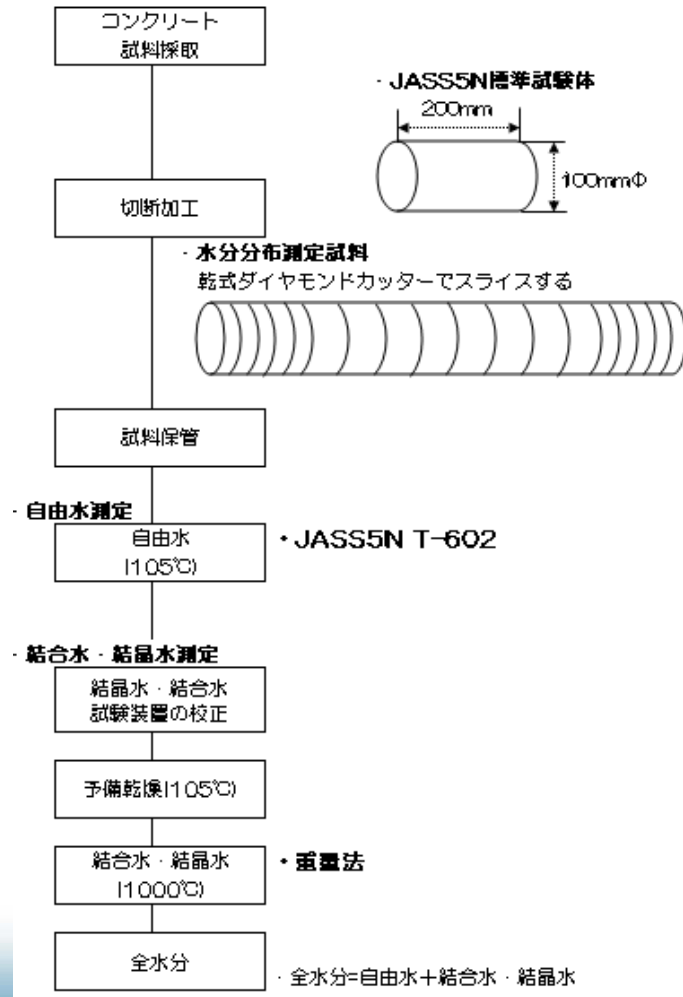 コンクリート
試料採取
・JASS5N標準試験体
200mm
100mmΦ
切断加工
・水分分布測定試料
乾式ダイヤモンドカッターでスライスする
試料保管
・自由水測定
自由水
(105℃)
・JASS5N T-602
・結合水・結晶水測定
結晶水・結合水
試験装置の校正
予備乾燥(105℃)
結合水・結晶水
(1000℃)
・重量法
全水分
・全水分=自由水+結合水・結晶水